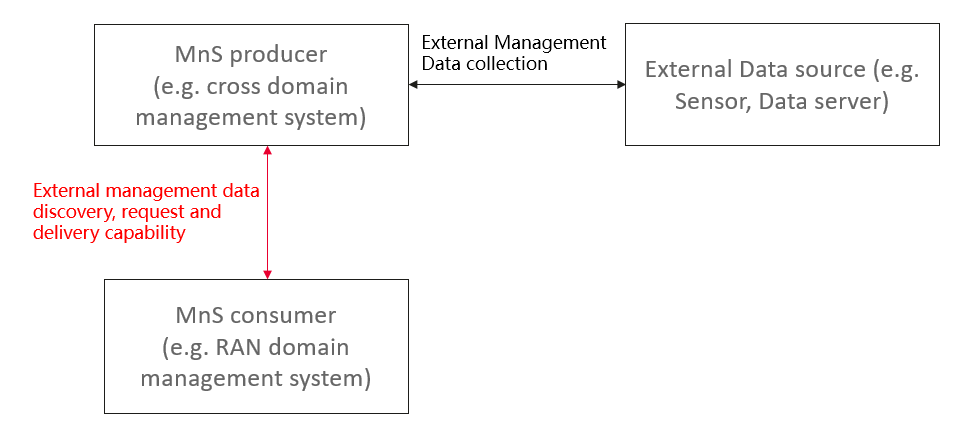 MnS producer
(e.g. cross domain
management system)
External Management
Data collection
External Data source (e.g.
Sensor, Data server)
External management data
discovery, request and
delivery capability
MnS consumer
(e.g. RAN domain
management system)